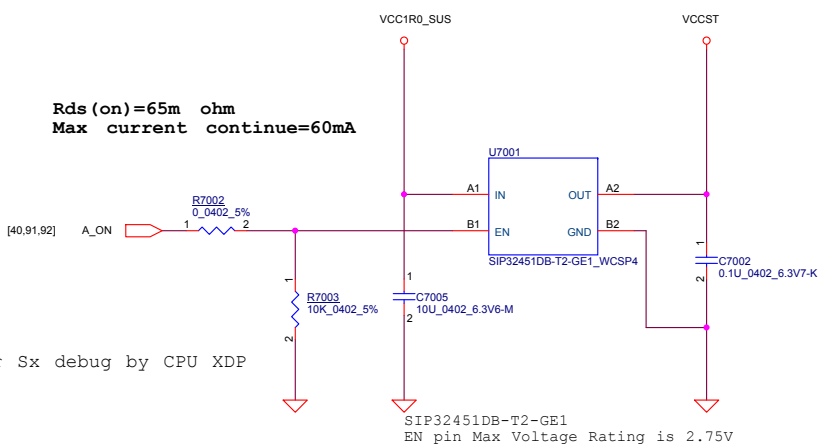 VCC1R0_SUS
VCCST
Rds(on)=65m ohm
Max current continue=60mA
U7001
A1
IN
OUT
A2
R7002
0_0402_5%
[40,91,92]
A_ON
1
2
B1
EN
GND
B2
SIP32451DB-T2-GE1_WCSP4
1
C7002
0.1U_0402_6.3V7-K
2
1
R7003
10K_0402_5%
2
1
C7005
10U_0402_6.3V6-M
2
Sx debug by CPU XDP
SIP32451DB-T2-GE1
EN pin Max Voltage Rating is 2.75V